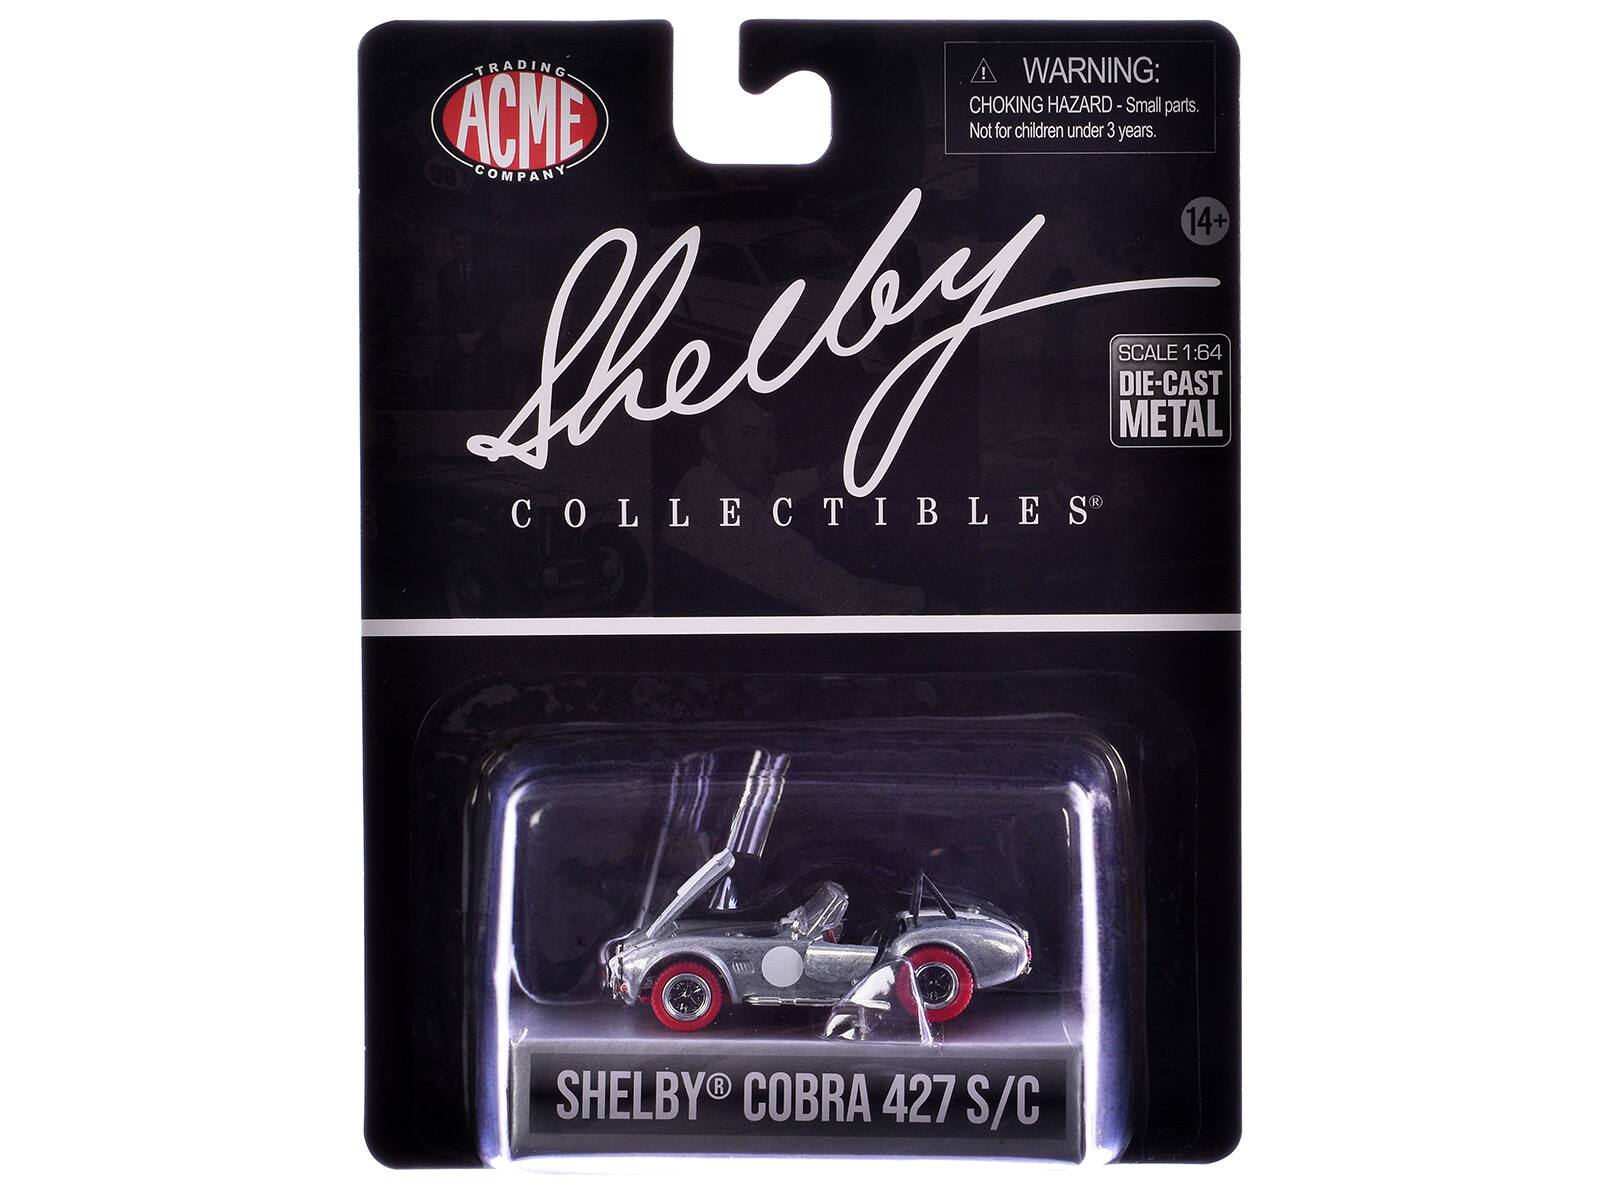 TRADING
ACME
COMPANY
WARNING:
CHOKING HAZARD - Small parts.
Not for children under 3 years.
14+
Shelby
COLLECTIBLES®
SCALE 1:64
DIE-CAST
METAL
SHELBY® COBRA 427 S/C